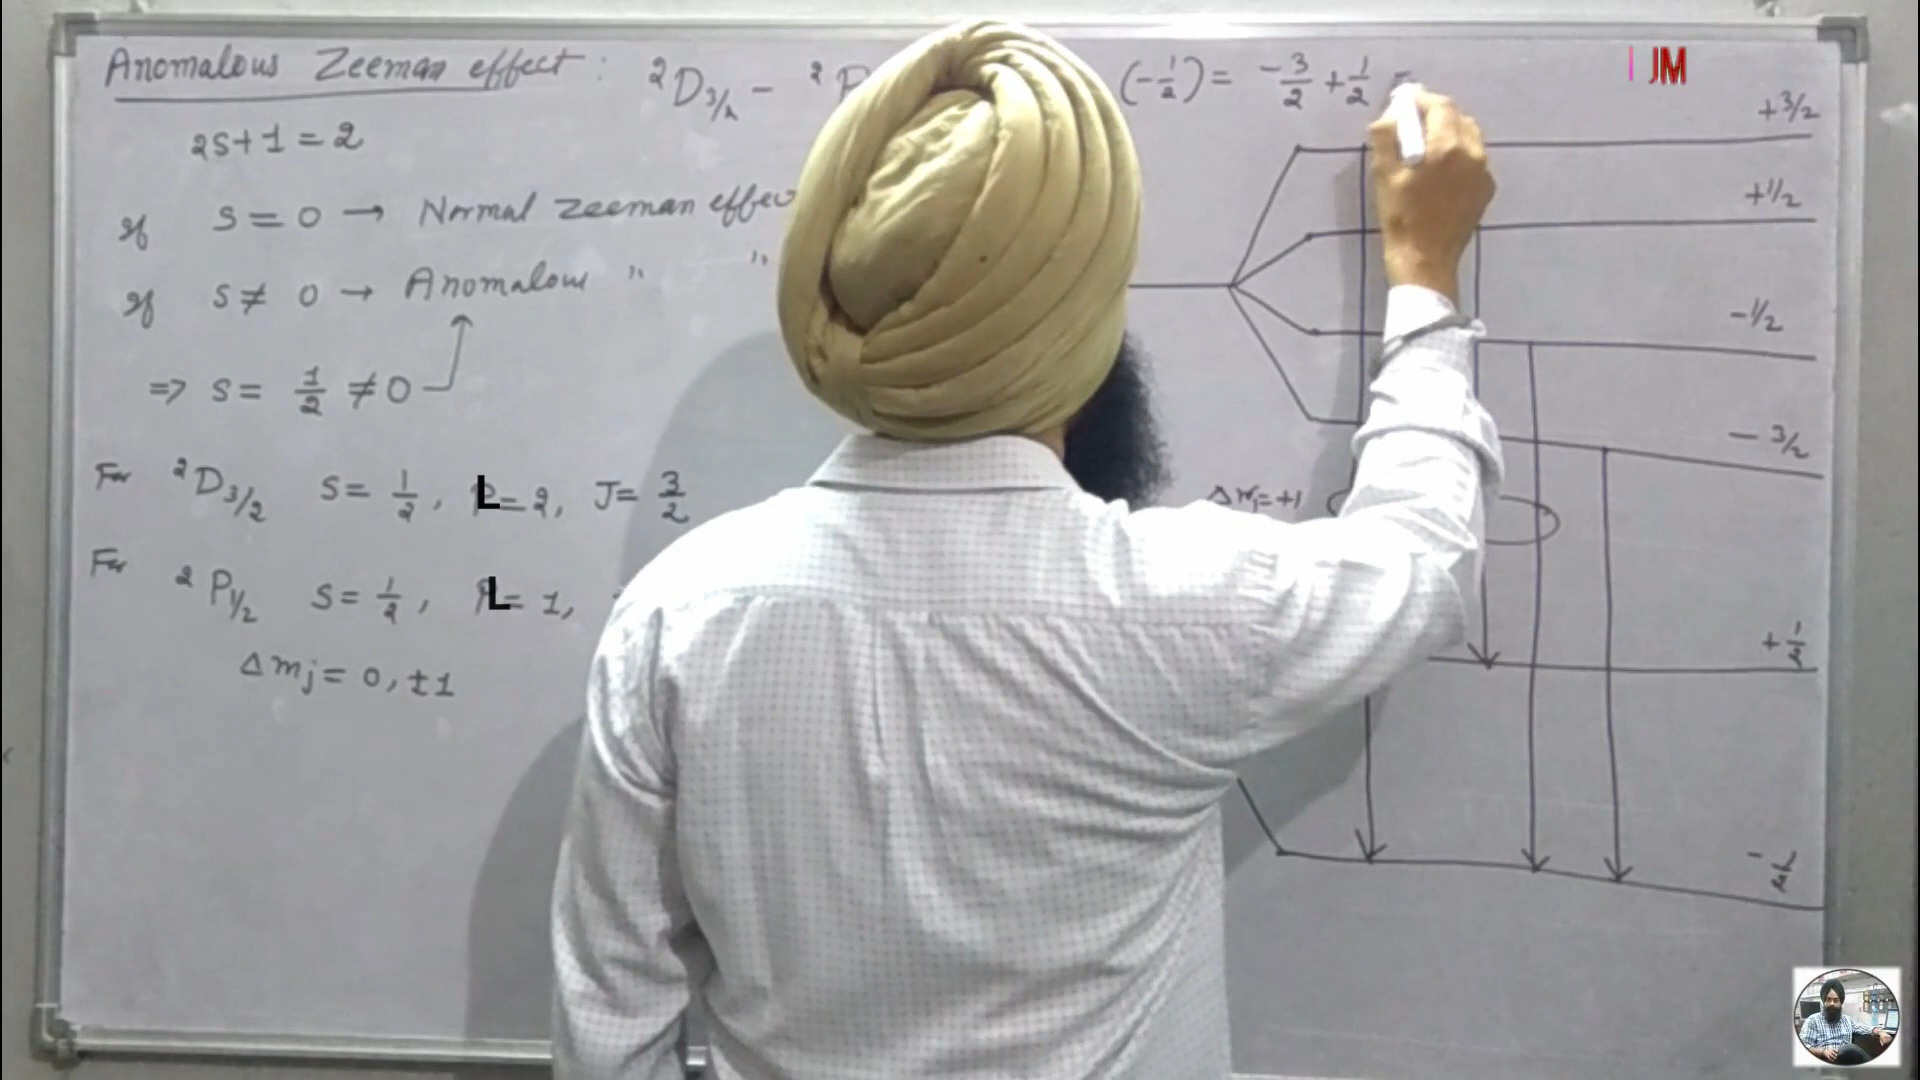 Anomalous Zeeman effect : ²D₃/₂ – ²P
(-1/2) = -3/2 + 1/2 =
JM
2S+1 = 2
If S = 0 → Normal Zeeman effec
If S ≠ 0 → Anomalous " "
⇒ S = 1/2 ≠ 0
For ²D₃/₂ S = 1/2, L = 2, J = 3/2
For ²P₁/₂ S = 1/2, L = 1,
Δmj = 0, ±1
+3/2
+1/2
-1/2
-3/2
Δmj = +1
+1/2
-1/2